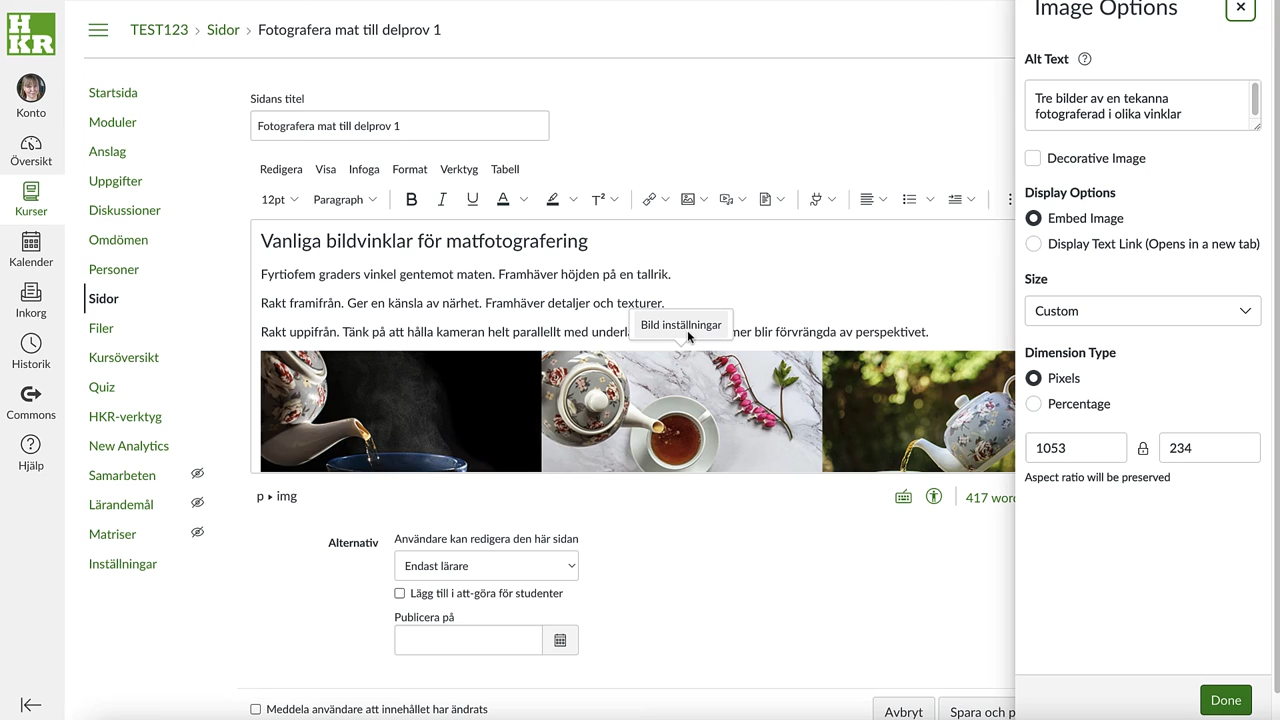 HKR
TEST123 > Sidor > Fotografera mat till delprov 1
Konto
Översikt
Kurser
Kalender
Inkorg
Historik
Commons
Hjälp
Startsida
Moduler
Anslag
Uppgifter
Diskussioner
Omdömen
Personer
Sidor
Filer
Kursöversikt
Quiz
HKR-verktyg
New Analytics
Samarbeten
Lärandemål
Matriser
Inställningar
Sidans titel
Fotografera mat till delprov 1
Redigera Visa Infoga Format Verktyg Tabell
12pt Paragraph B I U A T²
Vanliga bildvinklar för matfotografering
Fyrtiofem graders vinkel gentemot maten. Framhäver höjden på en tallrik.
Rakt framifrån. Ger en känsla av närhet. Framhäver detaljer och texturer.
Bild inställningar
Rakt uppifrån. Tänk på att hålla kameran helt parallellt med blir förvrängda av perspektivet.
p ▸ img
417
Alternativ
Användare kan redigera den här sidan
Endast lärare
Lägg till i att-göra för studenter
Publicera på
Meddela användare att innehållet har ändrats
Avbryt
Spara och p
Image Options
Alt Text
Tre bilder av en tekanna
fotograferad i olika vinklar
Decorative Image
Display Options
Embed Image
Display Text Link (Opens in a new tab)
Size
Custom
Dimension Type
Pixels
Percentage
1053 234
Aspect ratio will be preserved
Done